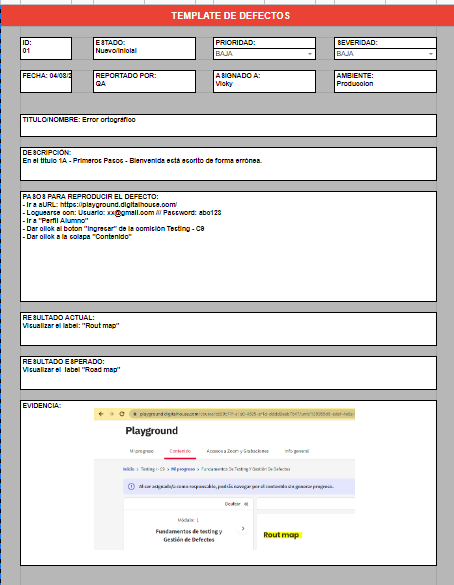 TEMPLATE DE DEFECTOS
ID:
01
ESTADO:
Nuevo/Inicial
PRIORIDAD:
BAJA
SEVERIDAD:
BAJA
FECHA: 04/08/2
REPORTADO POR:
QA
ASIGNADO A:
Vicky
AMBIENTE:
Produccion
TITULO/NOMBRE: Error ortográfico
DESCRIPCIÓN:
En el título 1A - Primeros Pasos - Bienvenida está escrito de forma errónea.
PASOS PARA REPRODUCIR EL DEFECTO:
- Ir a aURL: https://playground.digitalhouse.com/
- Loguearse con: Usuario: xx@gmail.com /// Password: abc123
- Ir a "Perfil Alumno"
- Dar click al boton "Ingresar" de la comisión Testing - C9
- Dar click a la solapa "Contenido"
RESULTADO ACTUAL:
Visualizar el label: "Rout map"
RESULTADO ESPERADO:
Visualizar el label "Road map"
EVIDENCIA:
playground.digitalhouse.com
Playground
Mi progreso
Contenido
Accesos a Zoom y Grabaciones
Info general
Inicio > Testing - C9 > Mi progreso > Fundamentos De Testing Y Gestión De Defectos
Al ser asignado/a como responsable, podrás navegar por el contenido sin generar progreso.
Ocultar
Módulo: 1
Fundamentos de testing y
Gestión de Defectos
Rout map